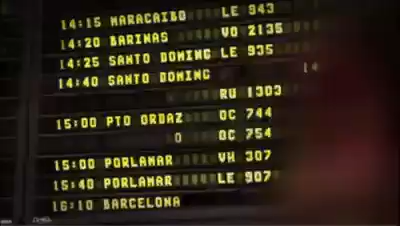 14:15 MARACAIBO LE 943
14:20 BARINAS VO 2135
14:25 SANTO DOMING LE 935
14:40 SANTO DOMING 14
RU 1303
15:00 PTO ORDAZ OC 744
O OC 754
15:00 PORLAMAR VH 307
15:40 PORLAMAR LE 907
16:10 BARCELONA